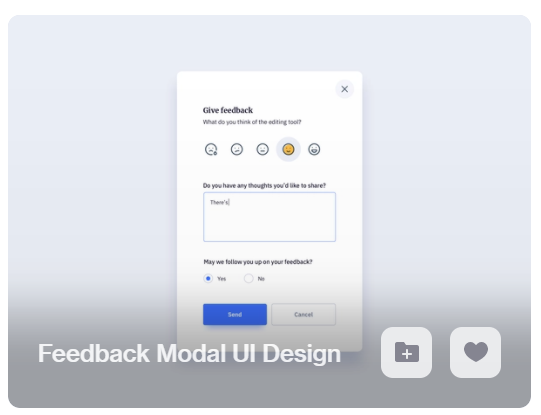 Give feedback
What do you think of the editing tool?
Do you have any thoughts you'd like to share?
There's
May we follow you up on your feedback?
Yes No
Send Cancel
Feedback Modal UI Design